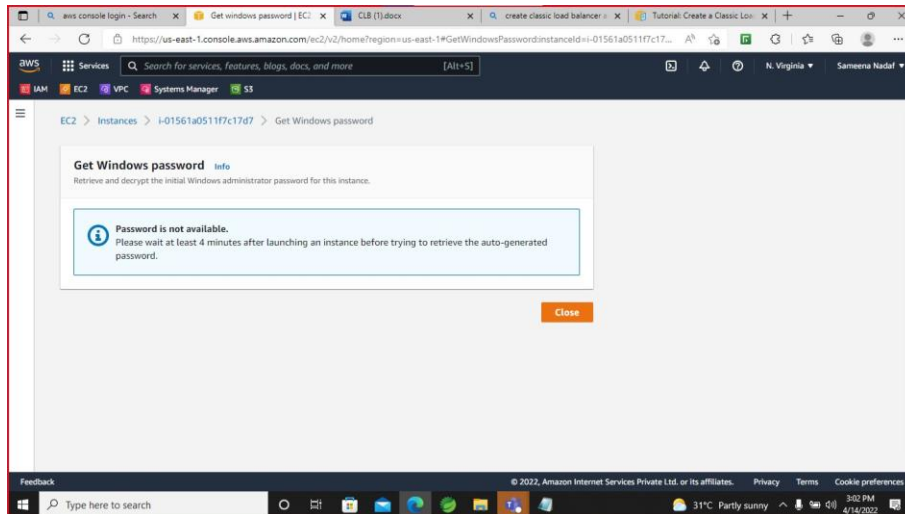 aws console login - Search
Get windows password | EC2
CLB (1).docx
create classic load balancer
Tutorial: Create a Classic Loa
https://us-east-1.console.aws.amazon.com/ec2/v2/home?region=us-east-1#GetWindowsPassword:instanceId=i-01561a0511f7c17...
aws
Services
Search for services, features, blogs, docs, and more
[Alt+S]
N. Virginia
Sameena Nadaf
IAM EC2 VPC Systems Manager S3
EC2 > Instances > i-01561a0511f7c17d7 > Get Windows password
Get Windows password Info
Retrieve and decrypt the initial Windows administrator password for this instance.
Password is not available.
Please wait at least 4 minutes after launching an instance before trying to retrieve the auto-generated
password.
Close
Feedback
© 2022, Amazon Internet Services Private Ltd. or its affiliates.
Privacy
Terms
Cookie preferences
Type here to search
31°C Partly sunny
3:02 PM
4/14/2022